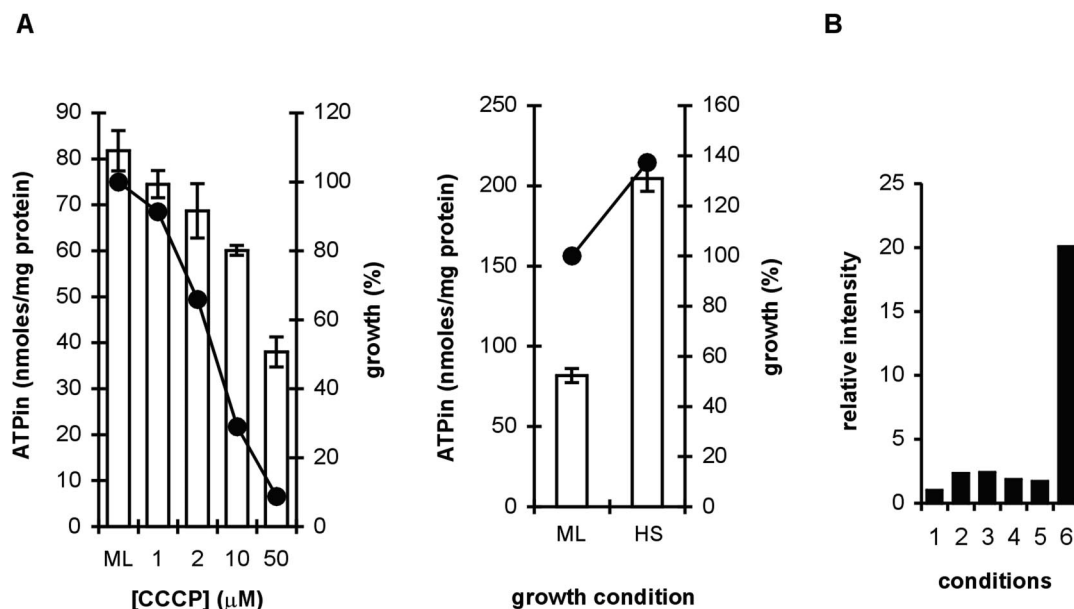 A
B
ATPin (nmoles/mg protein)
90
80
70
60
50
40
30
20
10
0
120
100
80
60
40
20
0
growth (%)
ML 1 2 10 50
[CCCP] (μM)
ATPin (nmoles/mg protein)
250
200
150
100
50
0
160
140
120
100
80
60
40
20
0
growth (%)
ML HS
growth condition
relative intensity
25
20
15
10
5
0
1 2 3 4 5 6
conditions